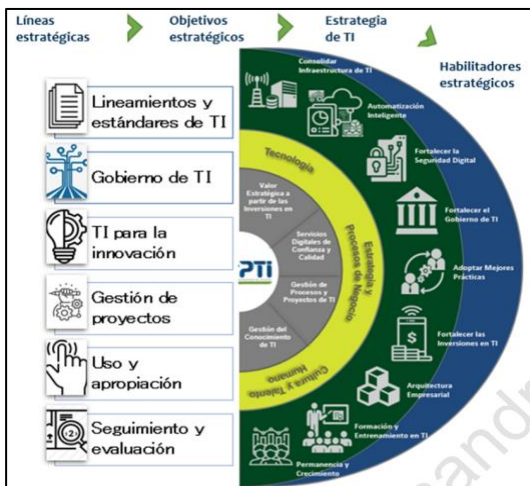 Líneas
estratégicas
Objetivos
estratégicos
Estrategia
de TI
Habilitadores
estratégicos
Lineamientos y
estándares de TI
Gobierno de TI
TI para la
innovación
Gestión de
proyectos
Uso y
apropiación
Seguimiento y
evaluación
PTI
Valor
Estratégica a
partir de las
Inversiones en
TI
Servicios
Digitales de
Confianza y
Calidad
Gestión de
Procesos y
Proyectos de TI
Gestión del
Conocimiento
de TI
Tecnología
Estrategia y
Procesos de Negocio
Cultura y Talento
Humano
Consolidar
Infraestructura de TI
Automatización
Inteligente
Fortalecer la
Seguridad Digital
Fortalecer el
Gobierno de TI
Adoptar Mejores
Prácticas
Fortalecer las
Inversiones en TI
Arquitectura
Empresarial
Formación y
Entrenamiento en TI
Permanencia y
Crecimiento